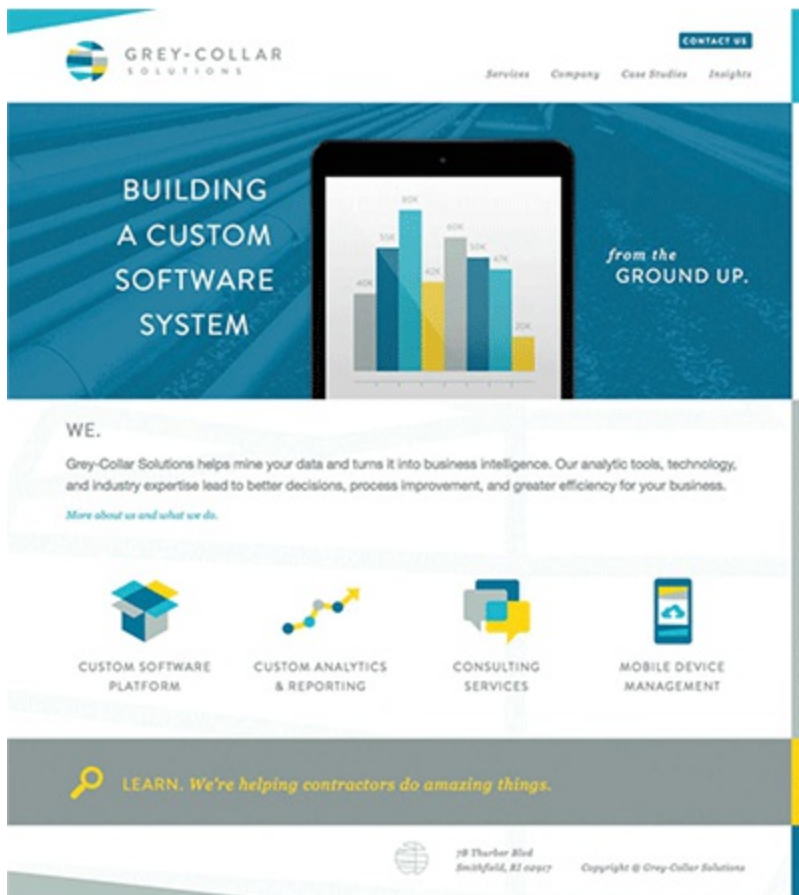 GREY-COLLAR
SOLUTIONS
CONTACT US
Services Company Case Studies Insights
BUILDING
A CUSTOM
SOFTWARE
SYSTEM
40K 55K 80K 42K 60K 50K 47K 20K
from the
GROUND UP.
WE.
Grey-Collar Solutions helps mine your data and turns it into business intelligence. Our analytic tools, technology,
and industry expertise lead to better decisions, process improvement, and greater efficiency for your business.
More about us and what we do.
CUSTOM SOFTWARE
PLATFORM
CUSTOM ANALYTICS
& REPORTING
CONSULTING
SERVICES
MOBILE DEVICE
MANAGEMENT
LEARN. We're helping contractors do amazing things.
7B Thurber Blvd
Smithfield, RI 02917 Copyright @ Grey-Collar Solutions